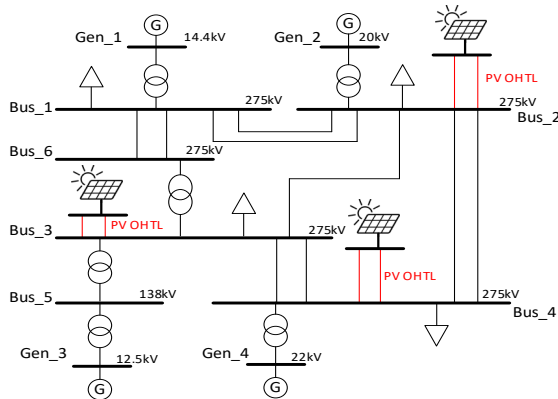 G
G
Gen_1
14.4kV
Gen_2
20kV
PV OHTL
Bus_1
275kV
275kV
Bus_2
Bus_6
275kV
PV OHTL
Bus_3
275kV
PV OHTL
Bus_5
138kV
275kV
Bus_4
Gen_3
12.5kV
Gen_4
22kV
G
G